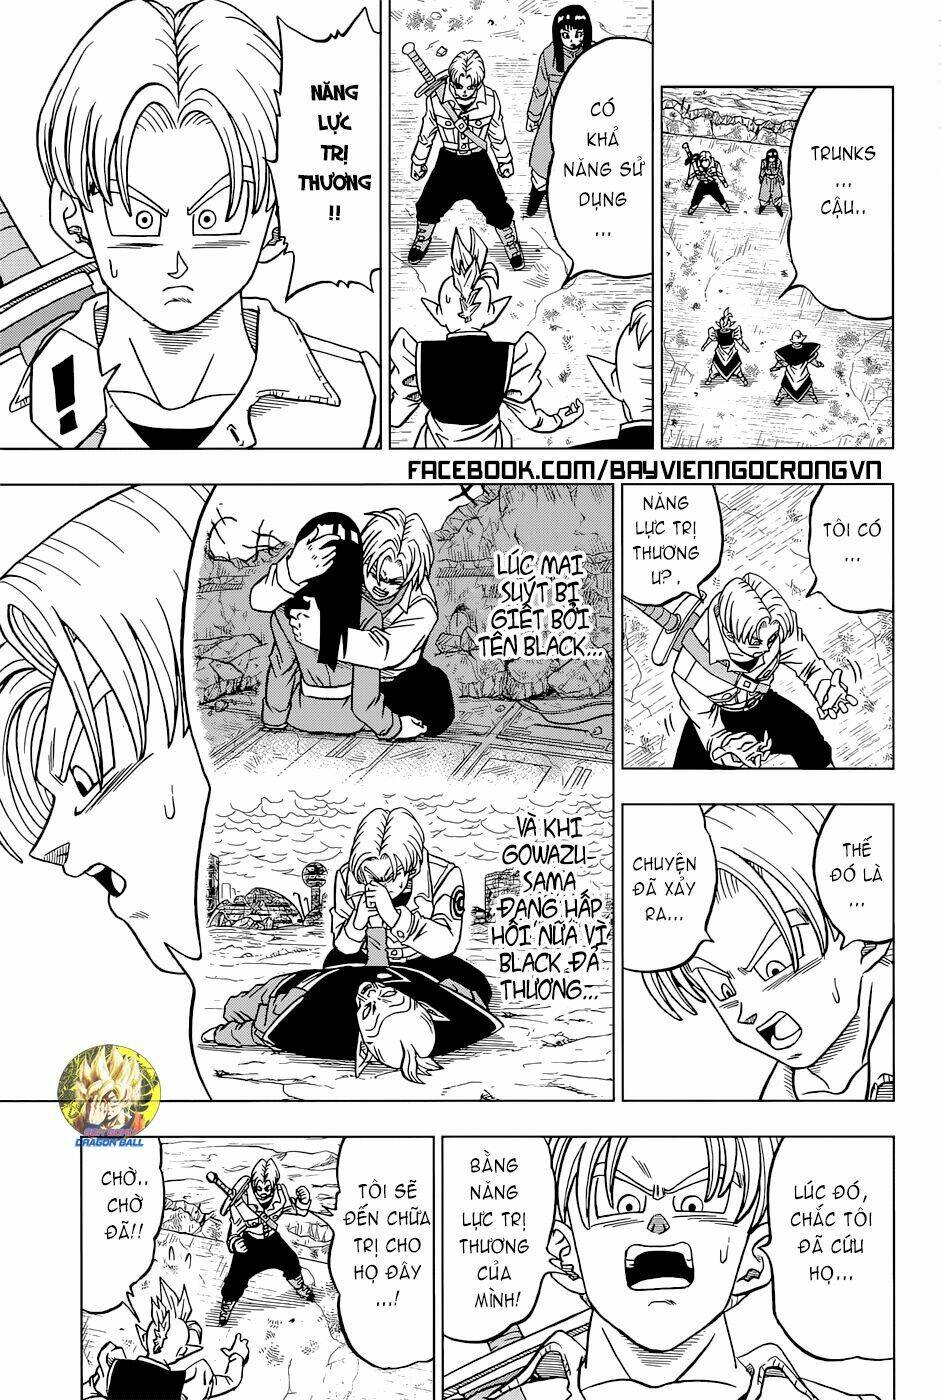 TRUNKS
...
CẬU..
CÓ
KHẢ
NĂNG SỬ
DỤNG
...
NĂNG
LỰC
TRỊ
THƯƠNG
!!
!
FACEBOOK.COM/BAYVIENNGOCRONGVN
TÔI CÓ
...
NĂNG
LỰC TRỊ
THƯƠNG
Ư?.
THẾ
ĐÓ LÀ
...
CHUYỆN
ĐÃ XẢY
RA...
LÚC MAI
SUÝT BỊ
GIẾT BỞI
TÊN BLACK...
VÀ KHI
GOWAZU-
SAMA
ĐANG HẤP
HỐI NỮA VÌ
BLACK ĐẢ
THƯƠNG...
LÚC ĐÓ,
CHẮC TÔI
ĐÃ CỨU
HỌ...
BẰNG
NĂNG
LỰC TRỊ
THƯƠNG
CỦA
MÌNH!
TÔI SẼ
ĐẾN CHỮA
TRỊ CHO
HỌ ĐÂY
...!
CHỜ..
CHỜ
ĐÃ!!
DRAGON BALL